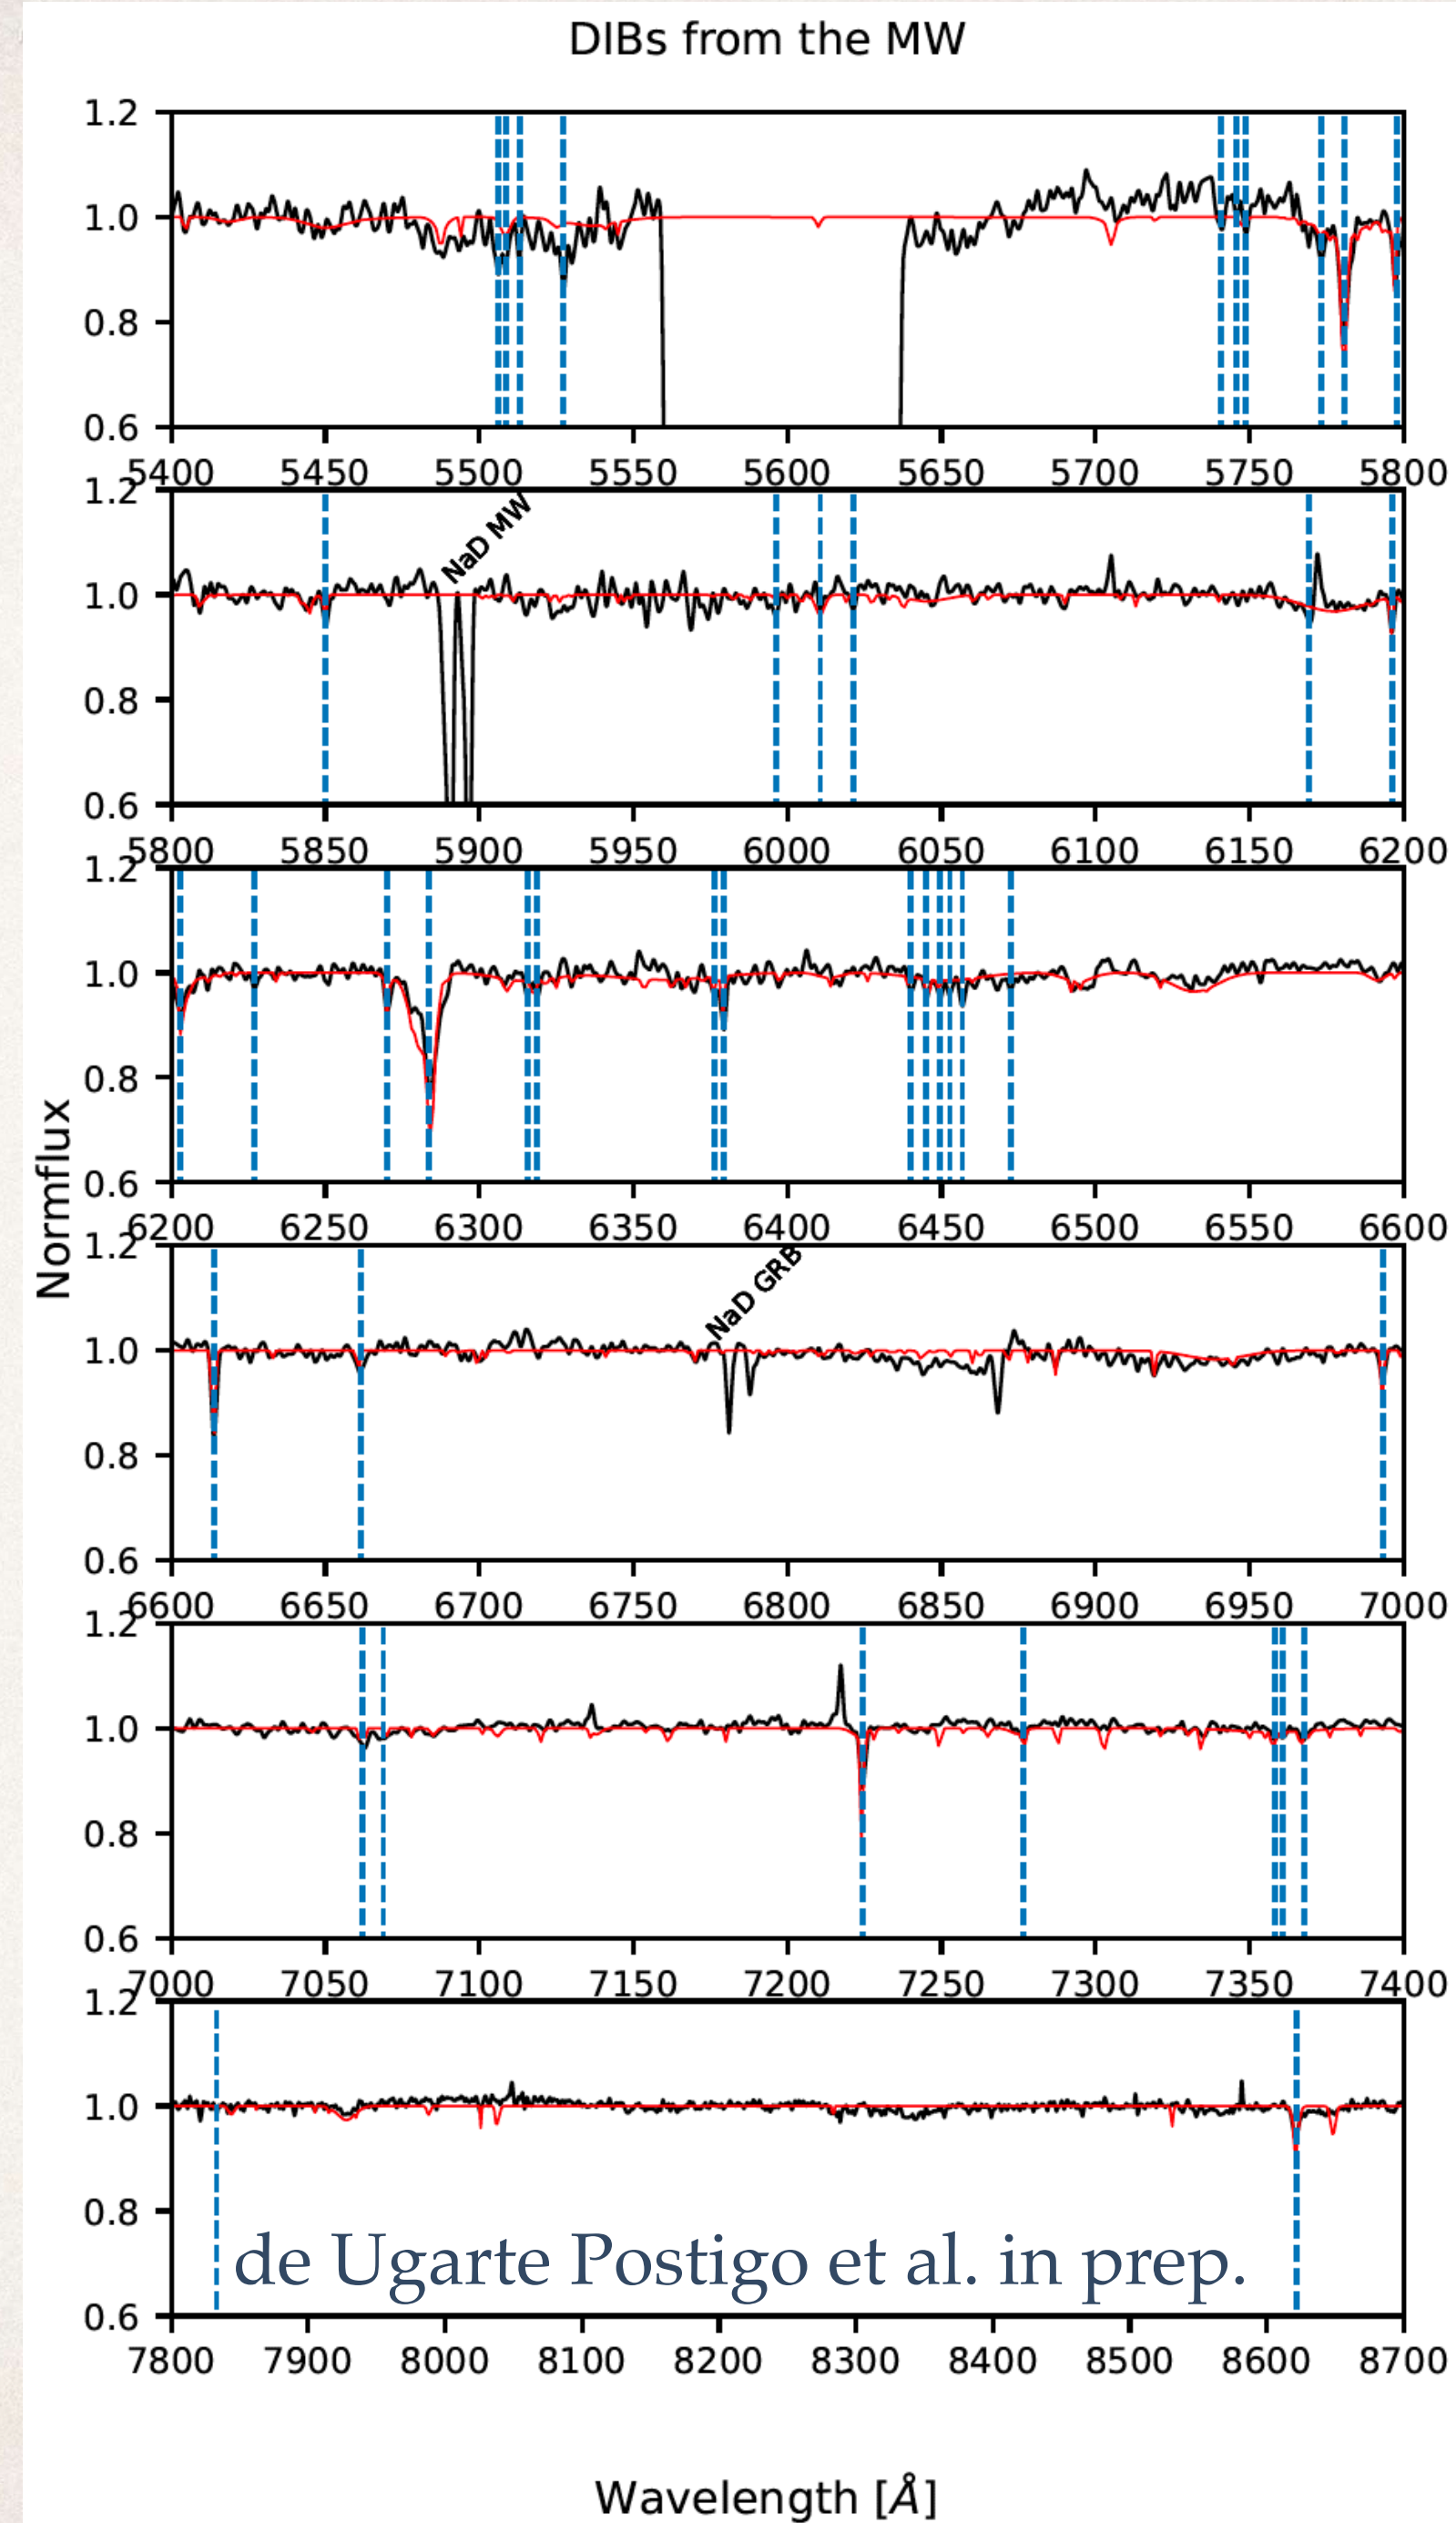 DIBs from the MW
1.2
1.0
0.8
0.6
5400 5450 5500 5550 5600 5650 5700 5750 5800
1.2
NaD MW
1.0
0.8
0.6
5800 5850 5900 5950 6000 6050 6100 6150 6200
1.2
1.0
0.8
0.6
6200 6250 6300 6350 6400 6450 6500 6550 6600
Normflux
1.2
NaD GRB
1.0
0.8
0.6
6600 6650 6700 6750 6800 6850 6900 6950 7000
1.2
1.0
0.8
0.6
7000 7050 7100 7150 7200 7250 7300 7350 7400
1.2
1.0
0.8
de Ugarte Postigo et al. in prep.
0.6
7800 7900 8000 8100 8200 8300 8400 8500 8600 8700
Wavelength [Å]